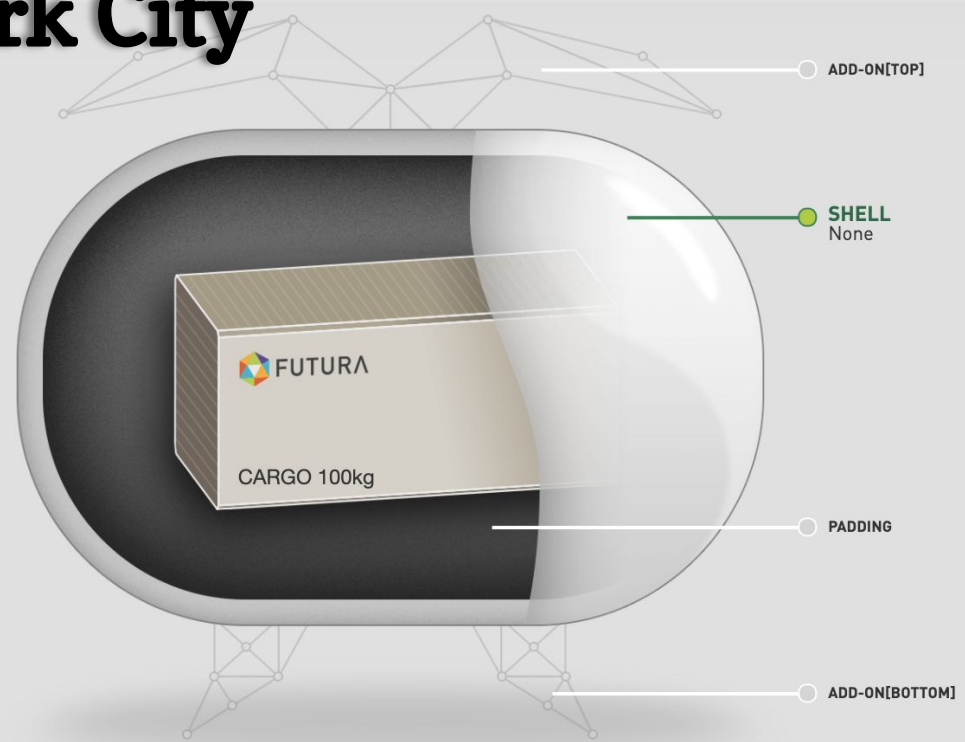 rk City
ADD-ON[TOP]
SHELL
None
FUTURA
CARGO 100kg
PADDING
ADD-ON[BOTTOM]